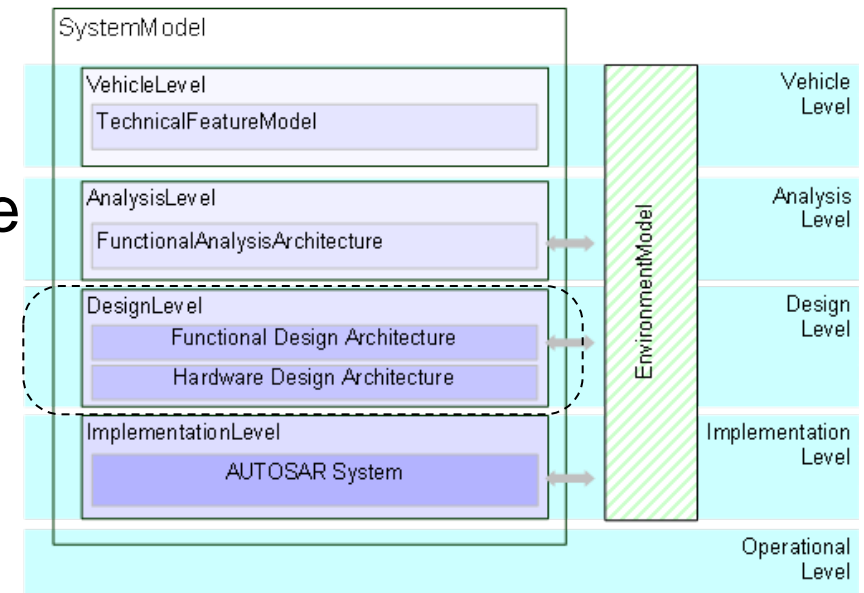 SystemModel
VehicleLevel
TechnicalFeatureModel
Vehicle
Level
e
AnalysisLevel
FunctionalAnalysisArchitecture
Analysis
Level
EnvironmentModel
DesignLevel
Functional Design Architecture
Hardware Design Architecture
Design
Level
ImplementationLevel
AUTOSAR System
Implementation
Level
Operational
Level